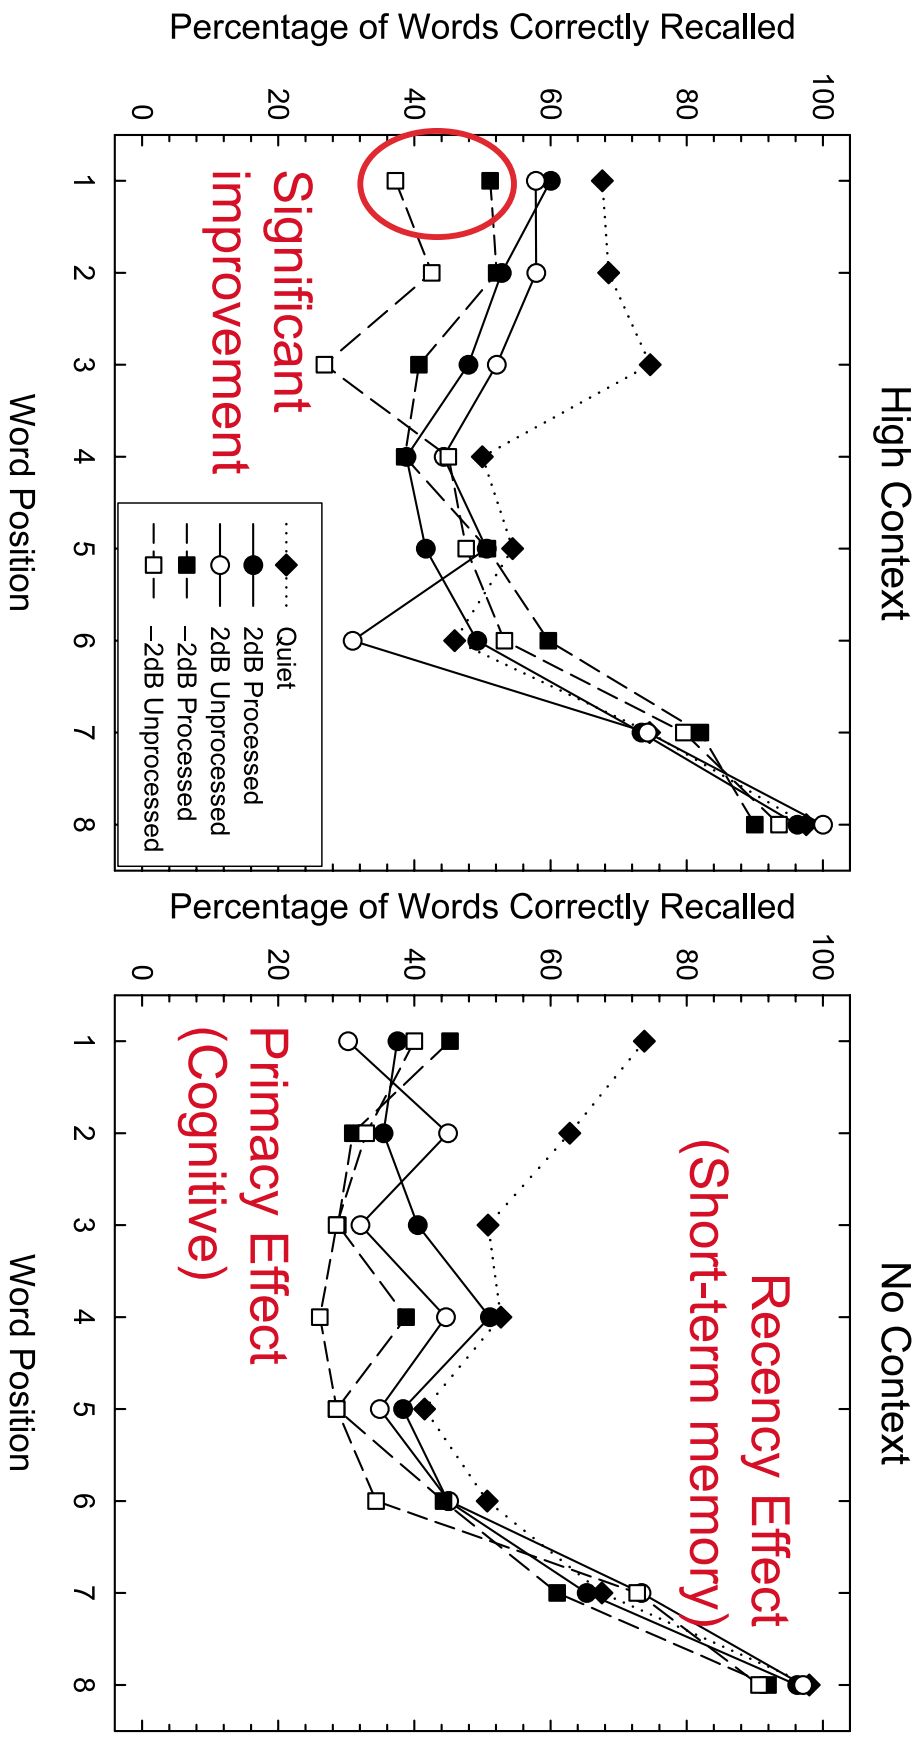 High Context
Percentage of Words Correctly Recalled
100
80
60
40
20
0
1 2 3 4 5 6 7 8
Word Position
Significant
improvement
Quiet
2dB Processed
2dB Unprocessed
−2dB Processed
−2dB Unprocessed
No Context
Percentage of Words Correctly Recalled
100
80
60
40
20
0
1 2 3 4 5 6 7 8
Word Position
Recency Effect
(Short-term memory)
Primacy Effect
(Cognitive)